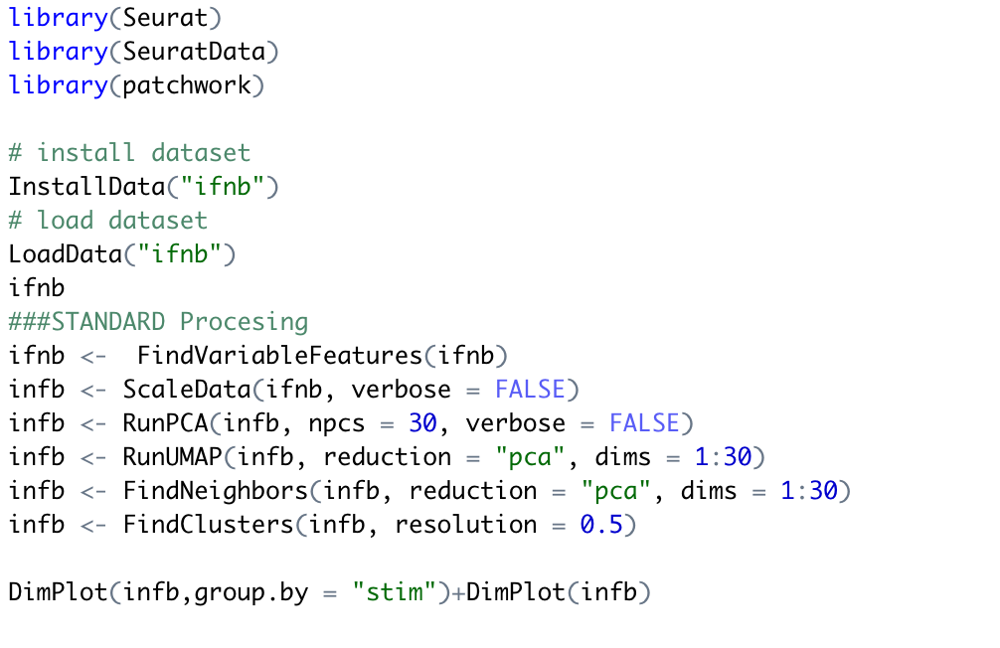 library(Seurat)
library(SeuratData)
library(patchwork)
# install dataset
InstallData("ifnb")
# load dataset
LoadData("ifnb")
ifnb
###STANDARD Procesing
ifnb <-  FindVariableFeatures(ifnb)
infb <- ScaleData(ifnb, verbose = FALSE)
infb <- RunPCA(infb, npcs = 30, verbose = FALSE)
infb <- RunUMAP(infb, reduction = "pca", dims = 1:30)
infb <- FindNeighbors(infb, reduction = "pca", dims = 1:30)
infb <- FindClusters(infb, resolution = 0.5)
DimPlot(infb,group.by = "stim")+DimPlot(infb)